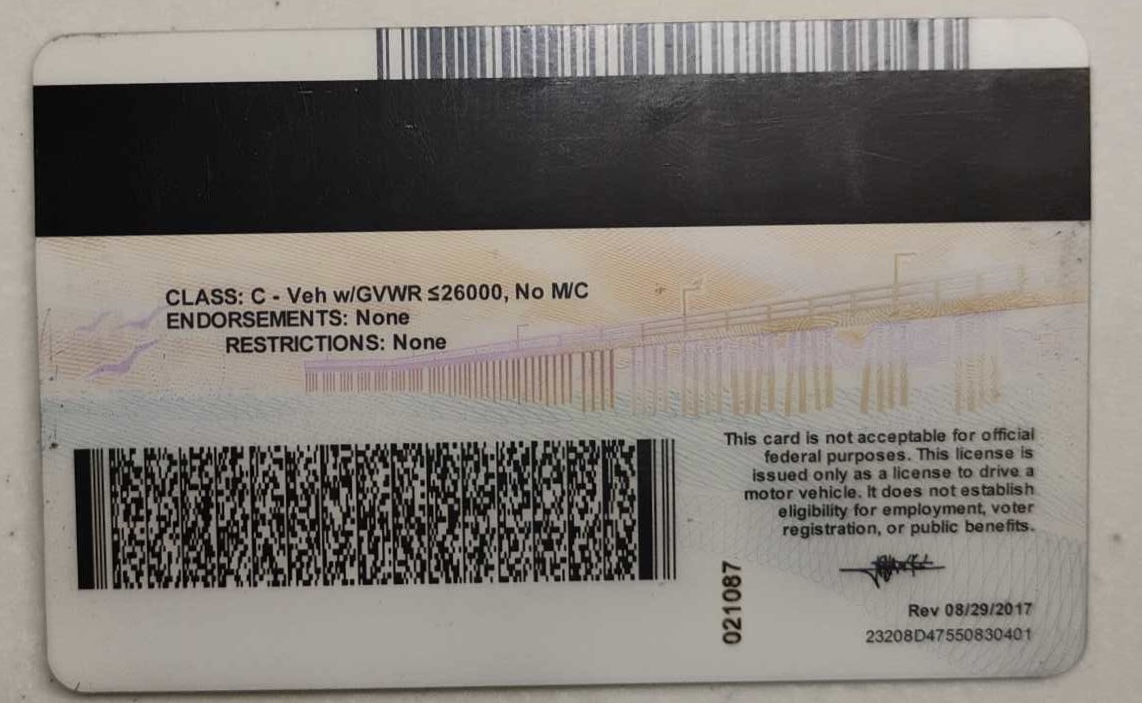 CLASS: C - Veh w/GVWR ≤26000, No M/C
ENDORSEMENTS: None
RESTRICTIONS: None
This card is not acceptable for official
federal purposes. This license is
issued only as a license to drive a
motor vehicle. It does not establish
eligibility for employment, voter
registration, or public benefits.
021087
Rev 08/29/2017
23208D47550830401